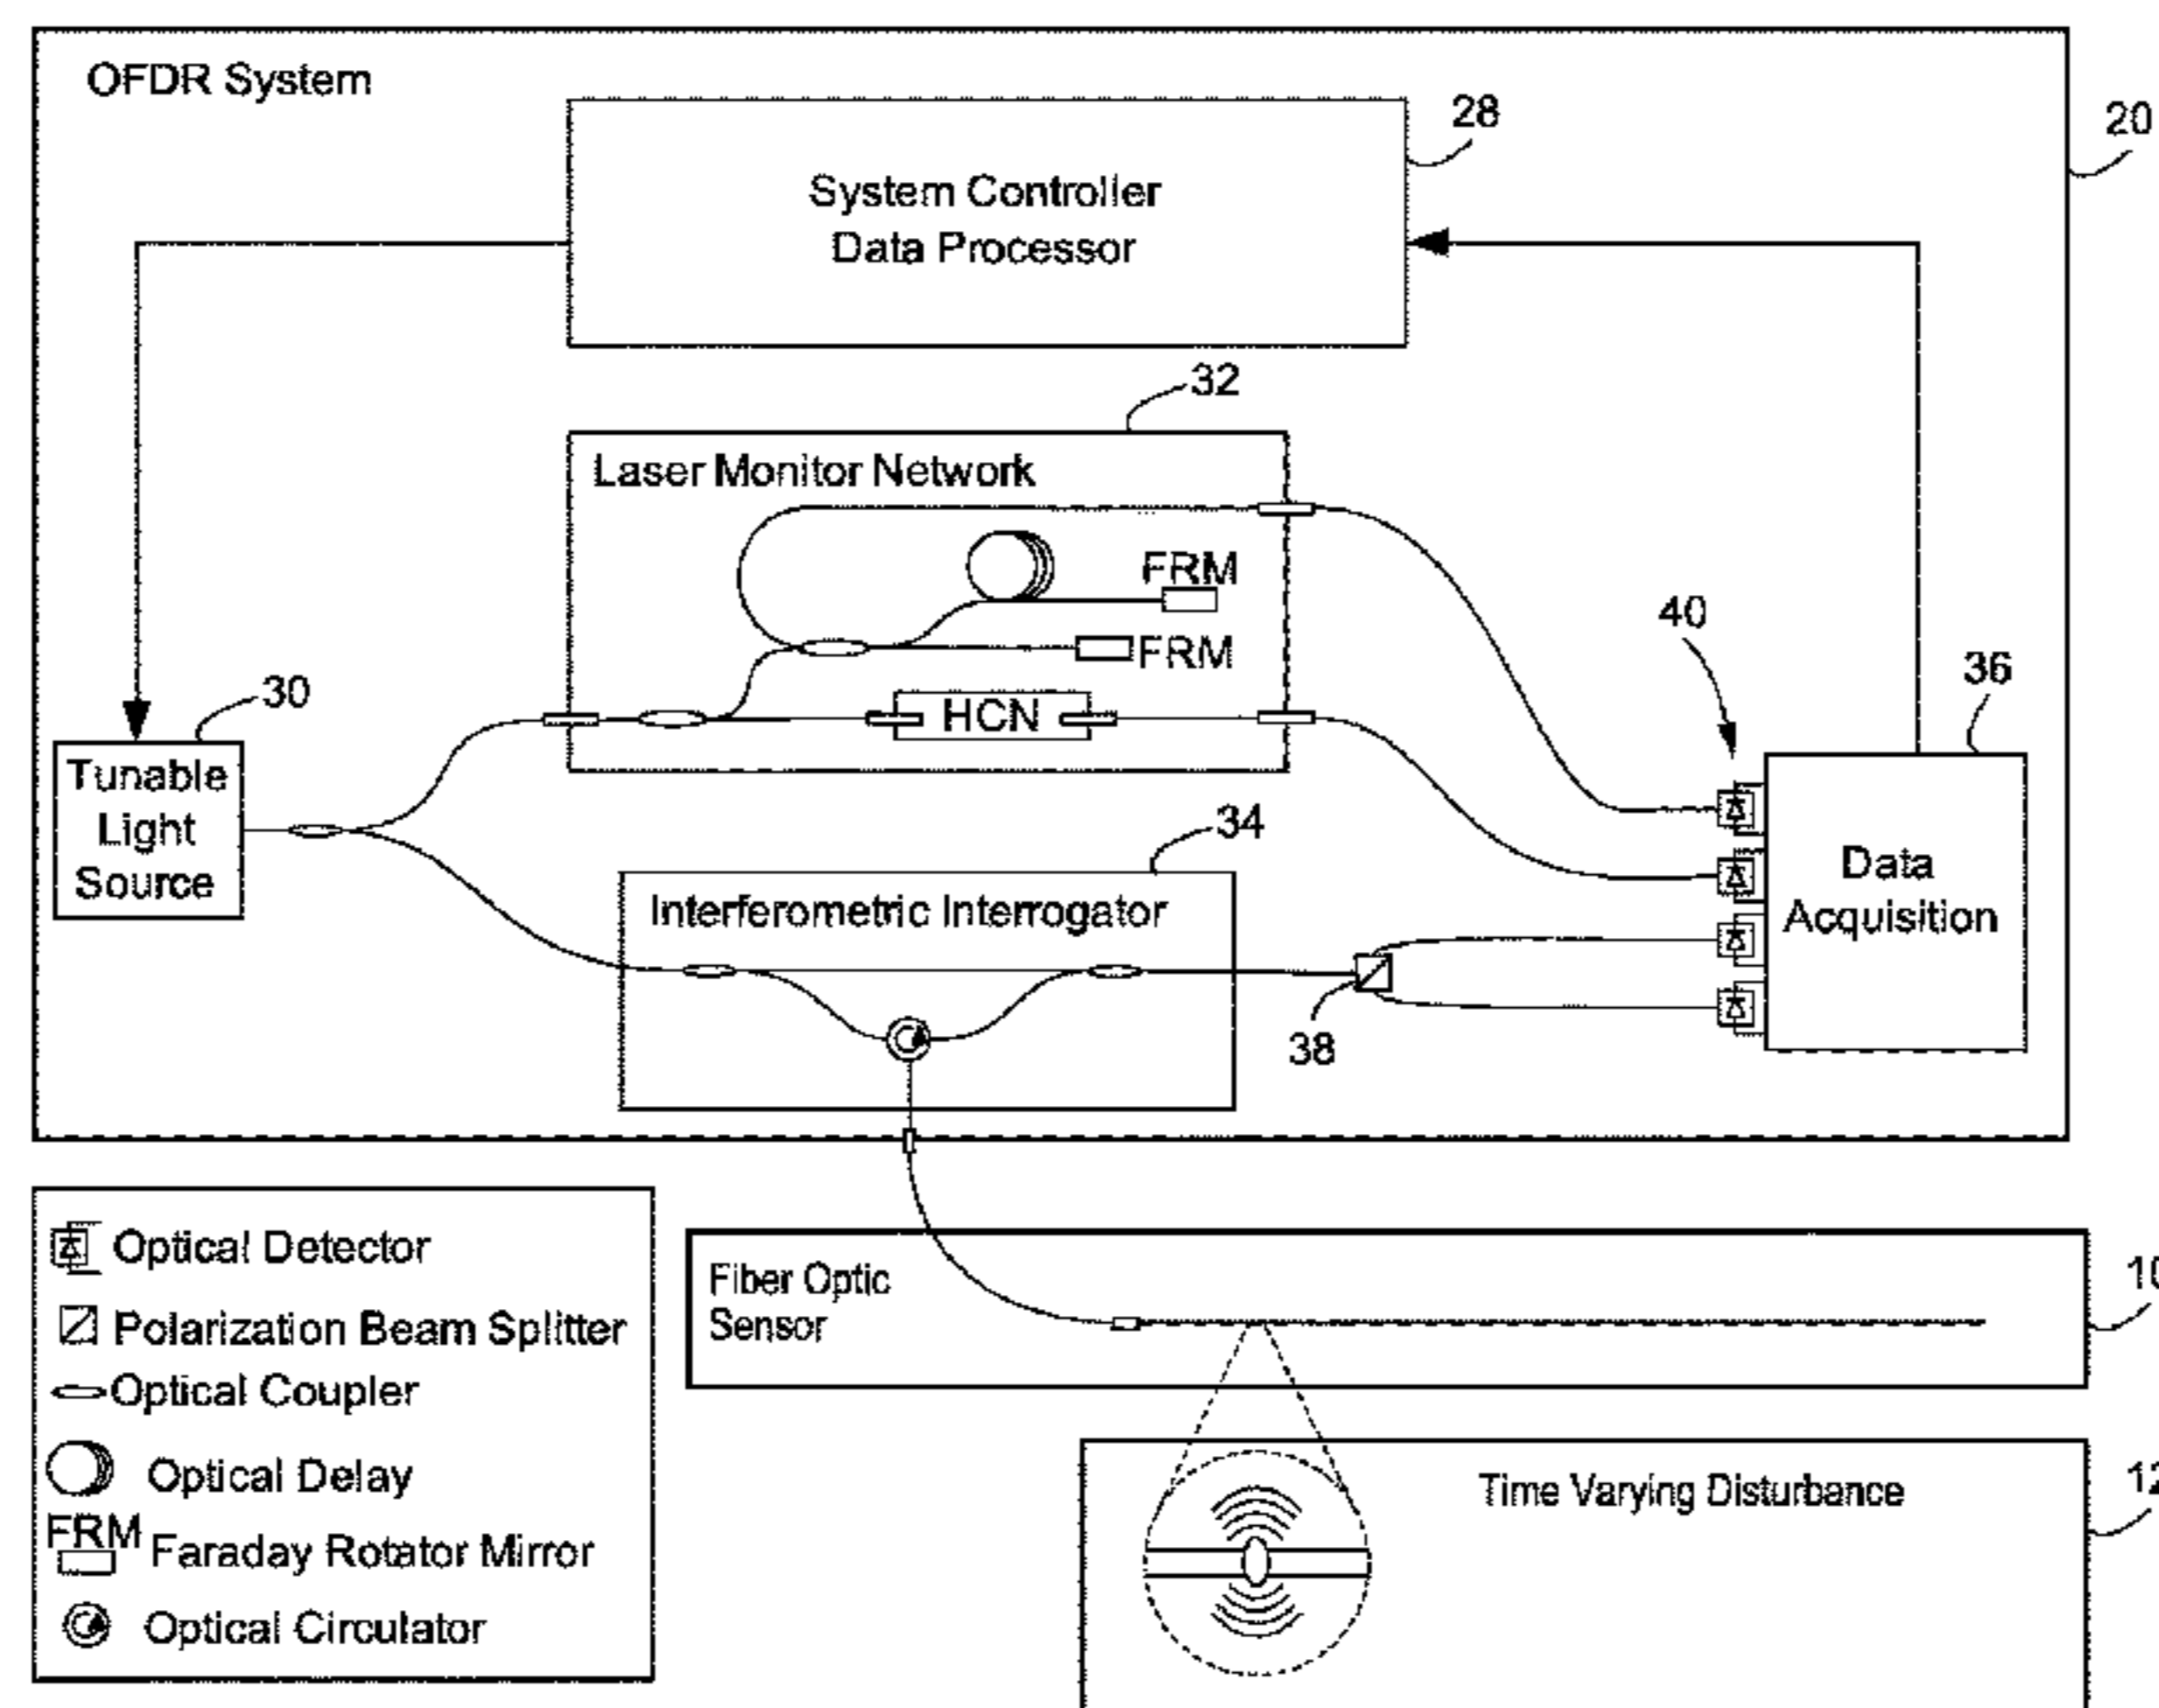 OFDR System
28
20
System Controller
Data Processor
32
Laser Monitor Network
FRM
FRM
40
36
30
HCN
Tunable
Light
Source
34
Data
Acquisition
Interferometric Interrogator
38
Optical Detector
Polarization Beam Splitter
Optical Coupler
Optical Delay
FRM
Faraday Rotator Mirror
Optical Circulator
Fiber Optic
Sensor
10
Time Varying Disturbance
12